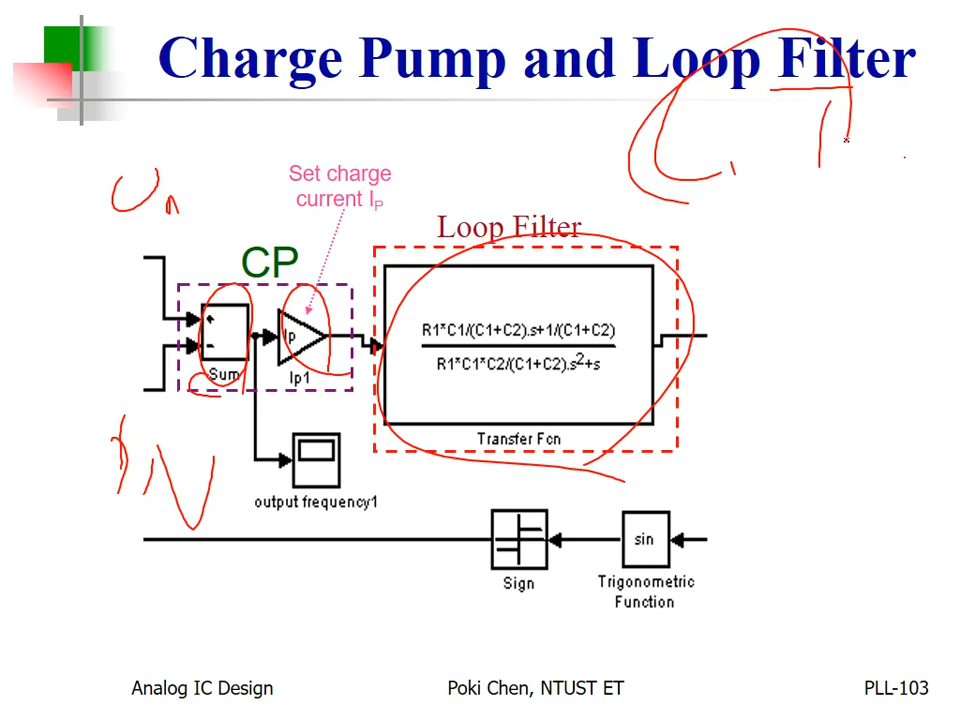 Charge Pump and Loop Filter
Set charge
current IP
Loop Filter
CP
+
-
Sum
Ip
Ip1
R1*C1/(C1+C2).s+1/(C1+C2)
R1*C1*C2/(C1+C2).s2+s
Transfer Fcn
output frequency1
Sign
sin
Trigonometric
Function
Analog IC Design
Poki Chen, NTUST ET
PLL-103